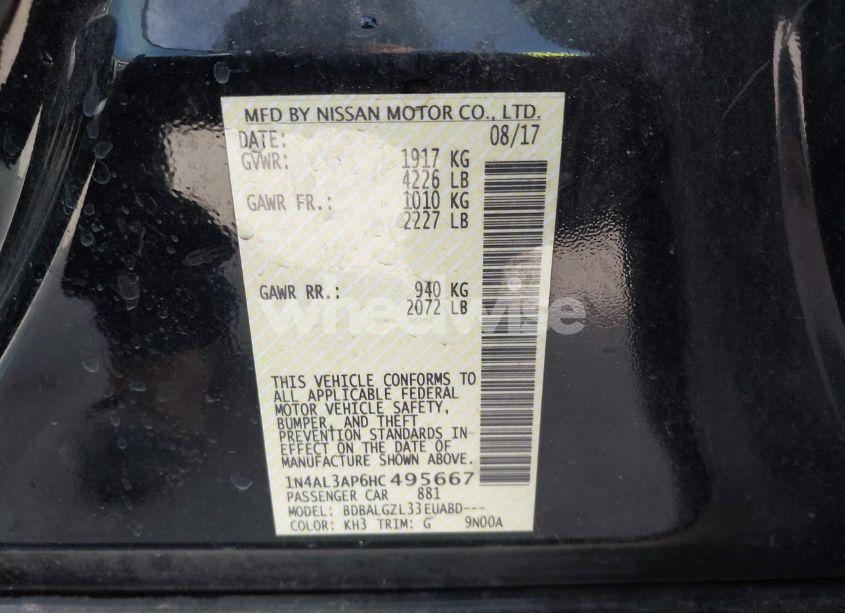 MFD BY NISSAN MOTOR CO., LTD.
DATE: 08/17
GVWR: 1917 KG
4226 LB
GAWR FR.: 1010 KG
2227 LB
GAWR RR.: 940 KG
2072 LB
wheelwise
THIS VEHICLE CONFORMS TO
ALL APPLICABLE FEDERAL
MOTOR VEHICLE SAFETY,
BUMPER, AND THEFT
PREVENTION STANDARDS IN-
EFFECT ON THE DATE OF
MANUFACTURE SHOWN ABOVE.
1N4AL3AP6HC495667
PASSENGER CAR 881
MODEL: BDBALGZL33EUABD---
COLOR: KH3 TRIM: G 9N00A